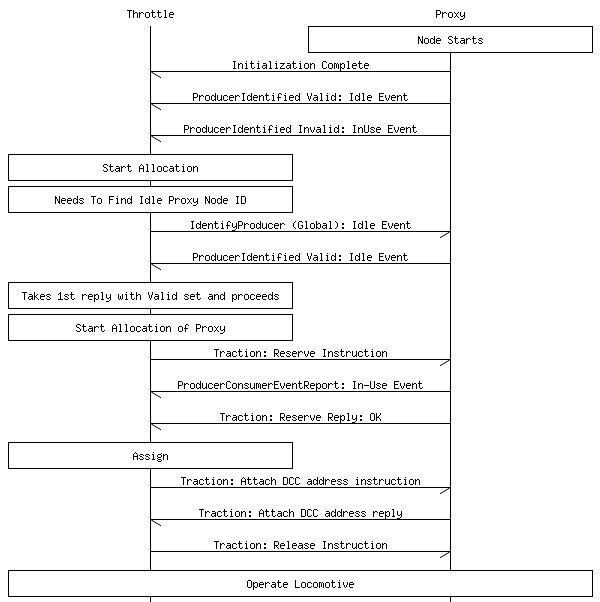 Throttle Proxy
Node Starts
Initialization Complete
ProducerIdentified Valid: Idle Event
ProducerIdentified Invalid: InUse Event
Start Allocation
Needs To Find Idle Proxy Node ID
IdentifyProducer (Global): Idle Event
ProducerIdentified Valid: Idle Event
Takes 1st reply with Valid set and proceeds
Start Allocation of Proxy
Traction: Reserve Instruction
ProducerConsumerEventReport: In-Use Event
Traction: Reserve Reply: OK
Assign
Traction: Attach DCC address instruction
Traction: Attach DCC address reply
Traction: Release Instruction
Operate Locomotive